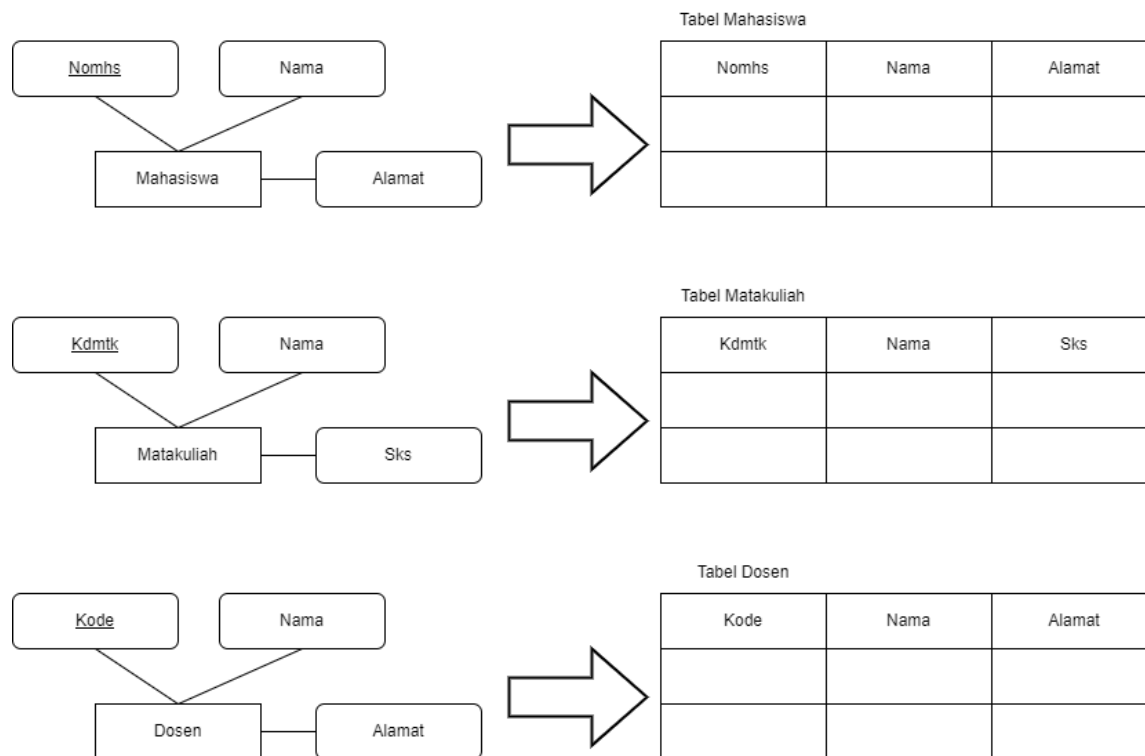 Tabel Mahasiswa
Nomhs Nama Nomhs Nama Alamat
Mahasiswa Alamat
Tabel Matakuliah
Kdmtk Nama Kdmtk Nama Sks
Matakuliah Sks
Tabel Dosen
Kode Nama Kode Nama Alamat
Dosen Alamat